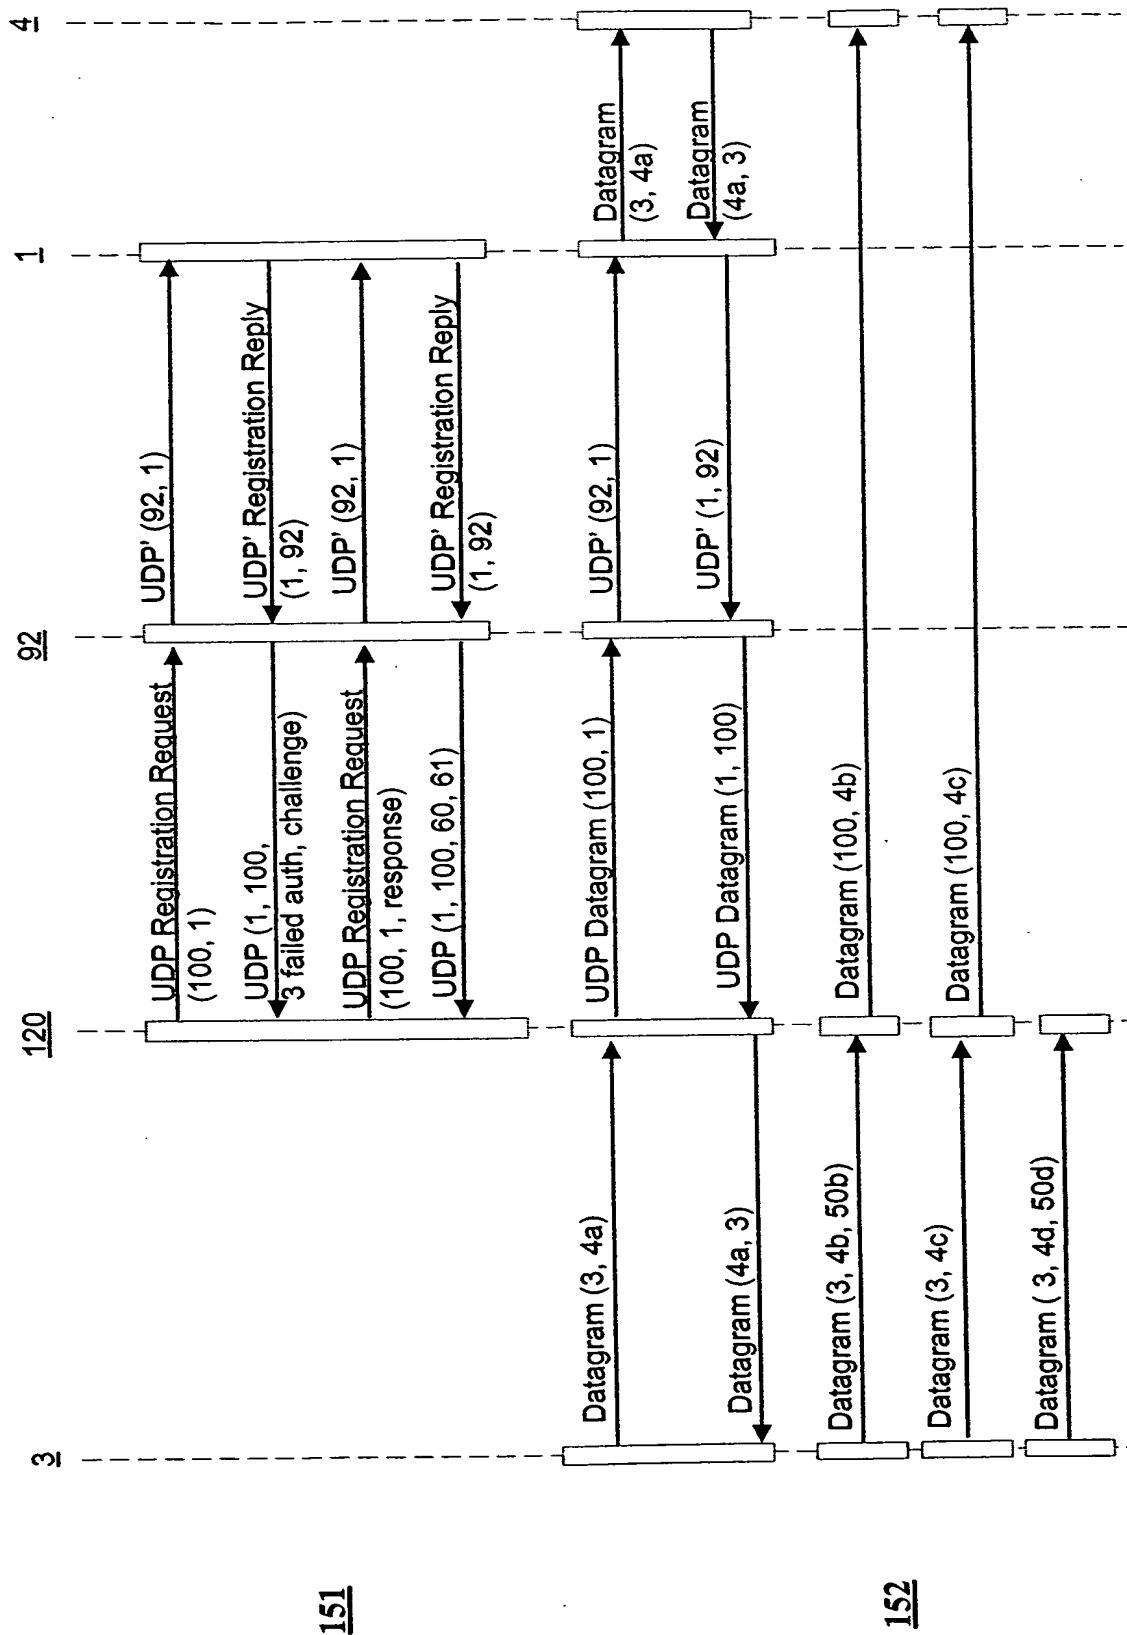 3
120
92
1
4
151
UDP Registration Request
(100, 1)
UDP' (92, 1)
UDP (1, 100,
3 failed auth, challenge)
UDP' Registration Reply
(1, 92)
UDP Registration Request
(100, 1, response)
UDP' (92, 1)
UDP (1, 100, 60, 61)
UDP' Registration Reply
(1, 92)
152
Datagram (3, 4a)
UDP Datagram (100, 1)
UDP' (92, 1)
Datagram
(3, 4a)
Datagram (4a, 3)
UDP Datagram (1, 100)
UDP' (1, 92)
Datagram
(4a, 3)
Datagram (3, 4b, 50b)
Datagram (100, 4b)
Datagram (3, 4c)
Datagram (100, 4c)
Datagram ( 3, 4d, 50d)